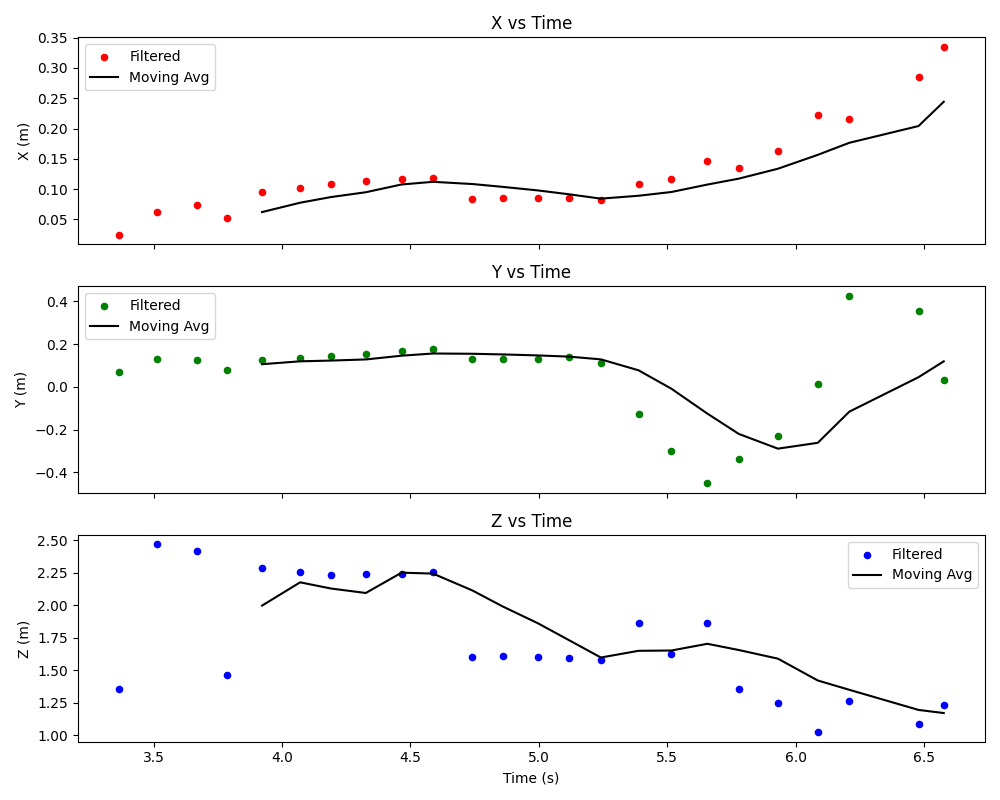 X vs Time
0.35
0.30
0.25
0.20
0.15
0.10
0.05
X (m)
Filtered
Moving Avg
Y vs Time
0.4
0.2
0.0
−0.2
−0.4
Y (m)
Filtered
Moving Avg
Z vs Time
2.50
2.25
2.00
1.75
1.50
1.25
1.00
Z (m)
Filtered
Moving Avg
3.5 4.0 4.5 5.0 5.5 6.0 6.5
Time (s)